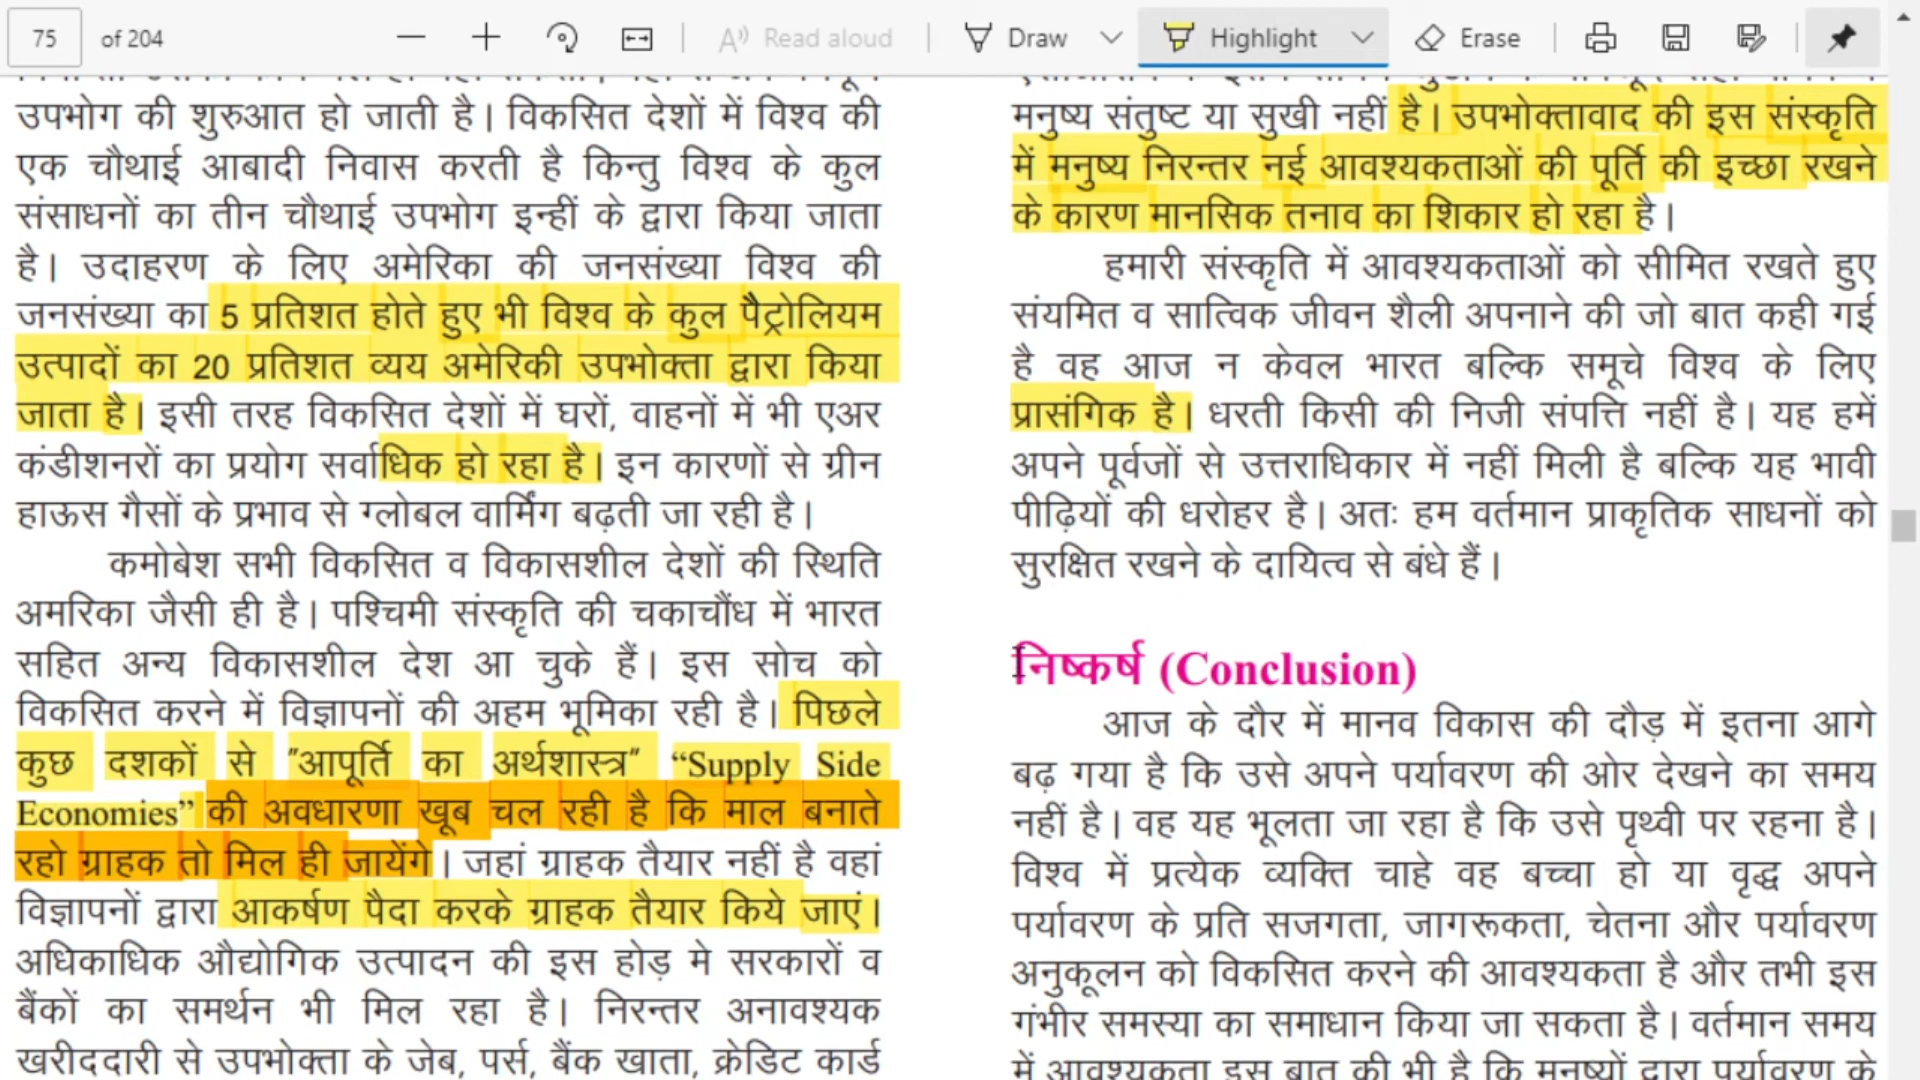 75 of 204 Read aloud Draw Highlight Erase
उपभोग की शुरुआत हो जाती है। विकसित देशों में विश्व की
एक चौथाई आबादी निवास करती है किन्तु विश्व के कुल
संसाधनों का तीन चौथाई उपभोग इन्हीं के द्वारा किया जाता
है। उदाहरण के लिए अमेरिका की जनसंख्या विश्व की
जनसंख्या का 5 प्रतिशत होते हुए भी विश्व के कुल पैट्रोलियम
उत्पादों का 20 प्रतिशत व्यय अमेरिकी उपभोक्ता द्वारा किया
जाता है। इसी तरह विकसित देशों में घरों, वाहनों में भी एअर
कंडीशनरों का प्रयोग सर्वाधिक हो रहा है। इन कारणों से ग्रीन
हाऊस गैसों के प्रभाव से ग्लोबल वार्मिंग बढ़ती जा रही है।
कमोबेश सभी विकसित व विकासशील देशों की स्थिति
अमरिका जैसी ही है। पश्चिमी संस्कृति की चकाचौंध में भारत
सहित अन्य विकासशील देश आ चुके हैं। इस सोच को
विकसित करने में विज्ञापनों की अहम भूमिका रही है। पिछले
कुछ दशकों से "आपूर्ति का अर्थशास्त्र" “Supply Side
Economies” की अवधारणा खूब चल रही है कि माल बनाते
रहो ग्राहक तो मिल ही जायेंगे। जहां ग्राहक तैयार नहीं है वहां
विज्ञापनों द्वारा आकर्षण पैदा करके ग्राहक तैयार किये जाएं।
अधिकाधिक औद्योगिक उत्पादन की इस होड़ मे सरकारों व
बैंकों का समर्थन भी मिल रहा है। निरन्तर अनावश्यक
खरीददारी से उपभोक्ता के जेब, पर्स, बैंक खाता, क्रेडिट कार्ड
मनुष्य संतुष्ट या सुखी नहीं है। उपभोक्तावाद की इस संस्कृति
में मनुष्य निरन्तर नई आवश्यकताओं की पूर्ति की इच्छा रखने
के कारण मानसिक तनाव का शिकार हो रहा है।
हमारी संस्कृति में आवश्यकताओं को सीमित रखते हुए
संयमित व सात्विक जीवन शैली अपनाने की जो बात कही गई
है वह आज न केवल भारत बल्कि समूचे विश्व के लिए
प्रासंगिक है। धरती किसी की निजी संपत्ति नहीं है। यह हमें
अपने पूर्वजों से उत्तराधिकार में नहीं मिली है बल्कि यह भावी
पीढ़ियों की धरोहर है। अतः हम वर्तमान प्राकृतिक साधनों को
सुरक्षित रखने के दायित्व से बंधे हैं।
निष्कर्ष (Conclusion)
आज के दौर में मानव विकास की दौड़ में इतना आगे
बढ़ गया है कि उसे अपने पर्यावरण की ओर देखने का समय
नहीं है। वह यह भूलता जा रहा है कि उसे पृथ्वी पर रहना है।
विश्व में प्रत्येक व्यक्ति चाहे वह बच्चा हो या वृद्ध अपने
पर्यावरण के प्रति सजगता, जागरूकता, चेतना और पर्यावरण
अनुकूलन को विकसित करने की आवश्यकता है और तभी इस
गंभीर समस्या का समाधान किया जा सकता है। वर्तमान समय
में आवश्यकता इस बात की भी है कि मनुष्यों द्वारा पर्यावरण के